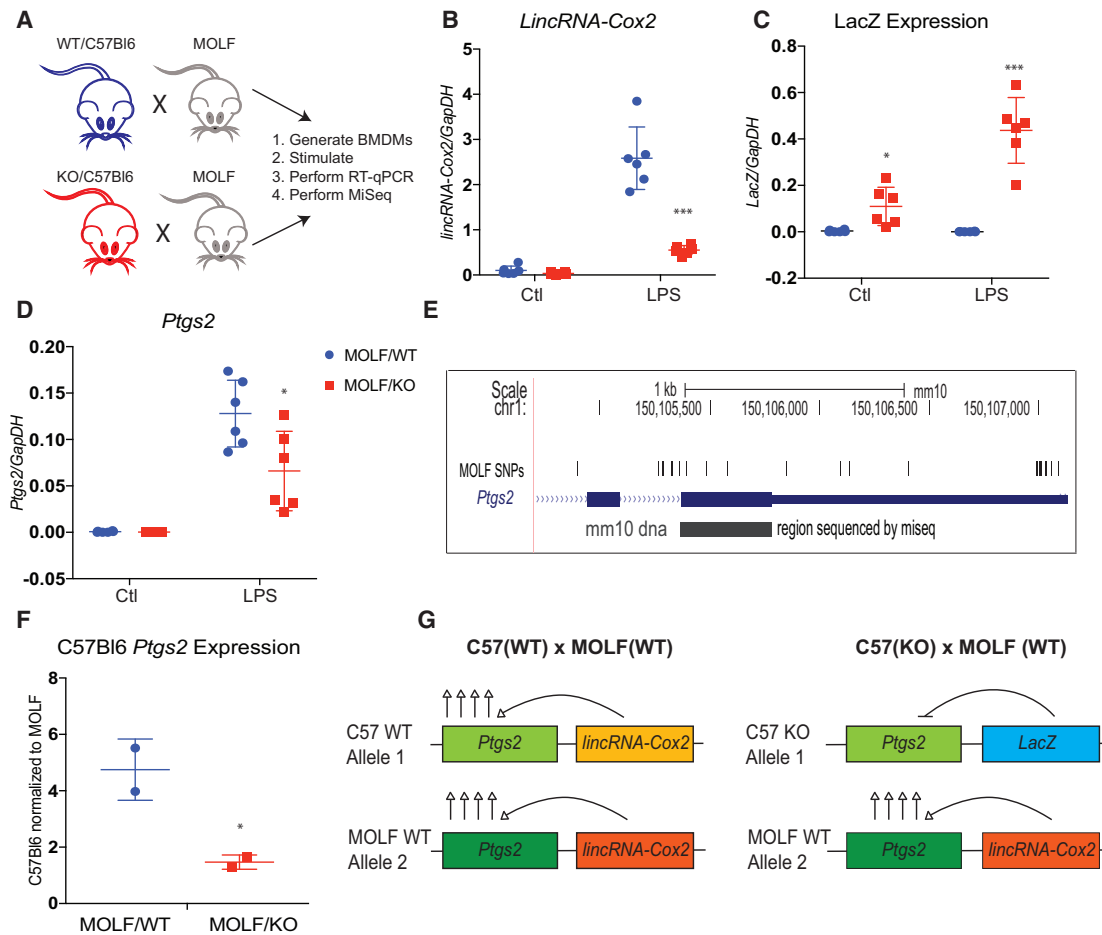 A
WT/C57Bl6
MOLF
X
KO/C57Bl6
MOLF
X
1. Generate BMDMs
2. Stimulate
3. Perform RT-qPCR
4. Perform MiSeq
B
LincRNA-Cox2
lincRNA-Cox2/GapDH
5
4
3
2
1
0
***
Ctl
LPS
C
LacZ Expression
LacZ/GapDH
0.8
0.6
0.4
0.2
0.0
-0.2
*
***
Ctl
LPS
D
Ptgs2
Ptgs2/GapDH
0.20
0.15
0.10
0.05
0.00
-0.05
*
Ctl
LPS
MOLF/WT
MOLF/KO
E
Scale
1 kb
mm10
chr1:
150,105,500
150,106,000
150,106,500
150,107,000
MOLF SNPs
Ptgs2
mm10 dna
region sequenced by miseq
F
C57Bl6 Ptgs2 Expression
C57Bl6 normalized to MOLF
8
6
4
2
0
*
MOLF/WT
MOLF/KO
G
C57(WT) x MOLF(WT)
C57 WT
Allele 1
Ptgs2
lincRNA-Cox2
MOLF WT
Allele 2
Ptgs2
lincRNA-Cox2
C57(KO) x MOLF (WT)
C57 KO
Allele 1
Ptgs2
LacZ
MOLF WT
Allele 2
Ptgs2
lincRNA-Cox2